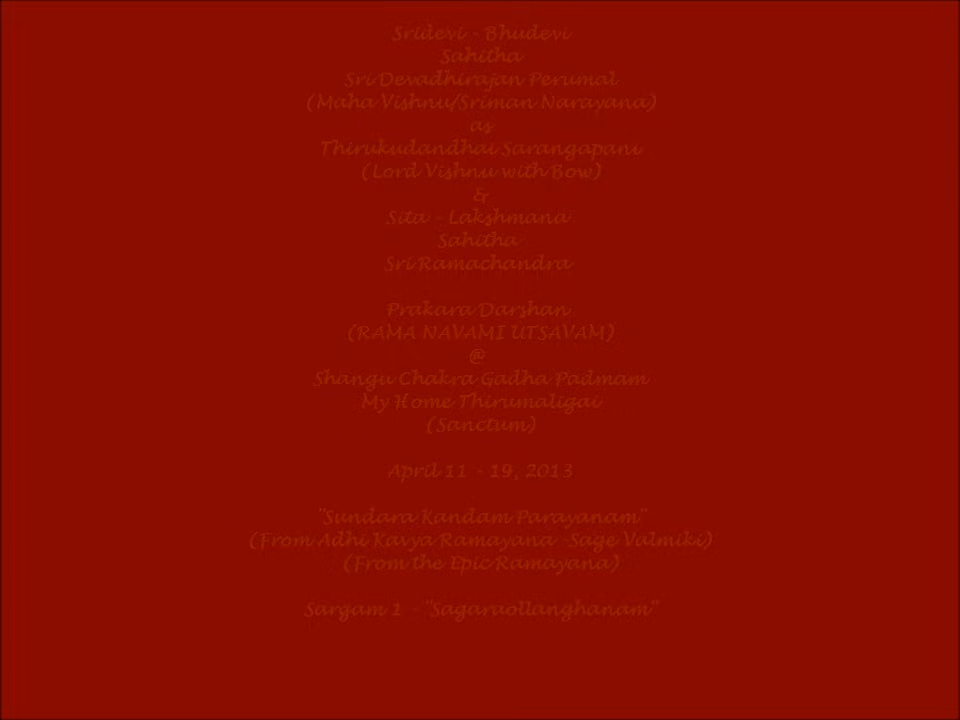 Sridevi - Bhudevi
Sahitha
Sri Devadhirajan Perumal
(Maha Vishnu/Sriman Narayana)
as
Thirukudandhai Sarangapani
(Lord Vishnu with Bow)
&
Sita - Lakshmana
Sahitha
Sri Ramachandra
Prakara Darshan
(RAMA NAVAMI UTSAVAM)
@
Shangu Chakra Gadha Padmam
My Home Thirumaligai
(Sanctum)
April 11 - 19, 2013
"Sundara Kandam Parayanam"
(From Adhi Kavya Ramayana -Sage Valmiki)
(From the Epic Ramayana)
Sargam 1 - "Sagaraollanghanam"